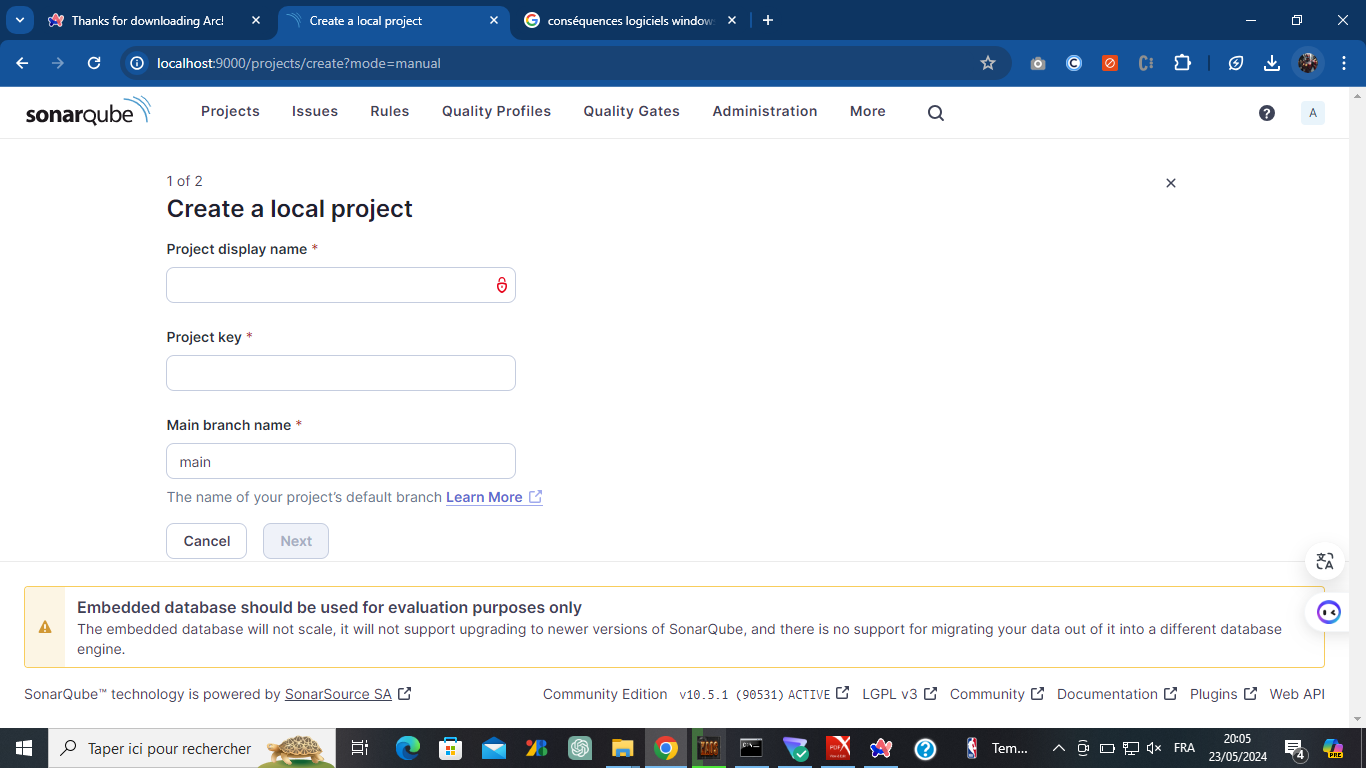 Thanks for downloading Arc!
Create a local project
conséquences logiciels window
localhost:9000/projects/create?mode=manual
sonarqube
Projects
Issues
Rules
Quality Profiles
Quality Gates
Administration
More
A
1 of 2
Create a local project
Project display name *
Project key *
Main branch name *
main
The name of your project's default branch Learn More
Cancel
Next
Embedded database should be used for evaluation purposes only
The embedded database will not scale, it will not support upgrading to newer versions of SonarQube, and there is no support for migrating your data out of it into a different database
engine.
SonarQube™ technology is powered by SonarSource SA
Community Edition
v10.5.1 (90531) ACTIVE
LGPL v3
Community
Documentation
Plugins
Web API
Taper ici pour rechercher
Tem...
FRA
20:05
23/05/2024
4
PRE